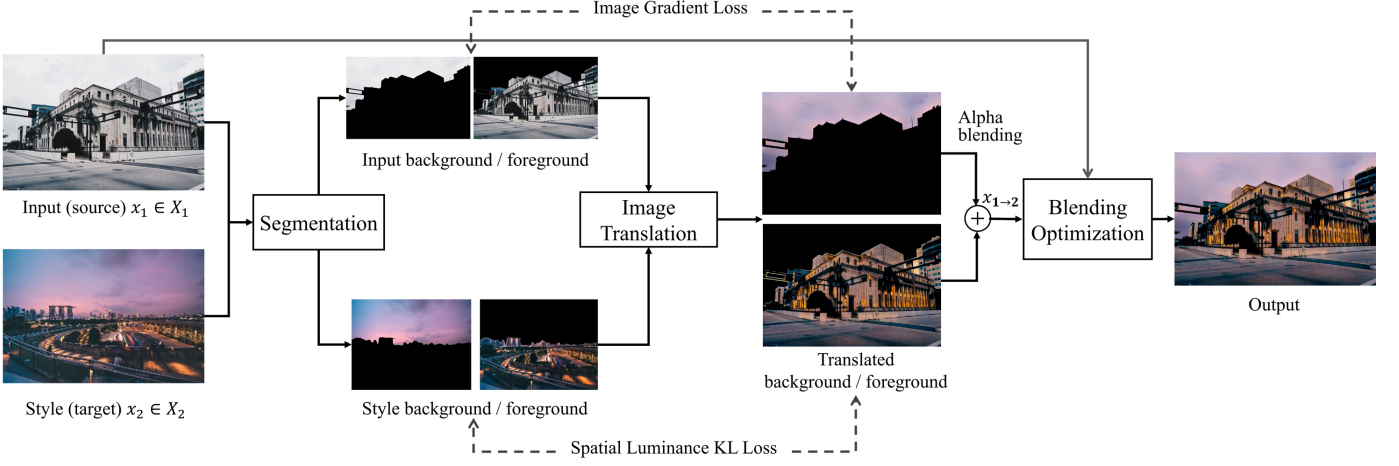 Image Gradient Loss
Input (source) x₁ ∈ X₁
Input background / foreground
Segmentation
Image
Translation
Alpha
blending
x₁→₂
Blending
Optimization
Output
Style (target) x₂ ∈ X₂
Style background / foreground
Translated
background / foreground
Spatial Luminance KL Loss